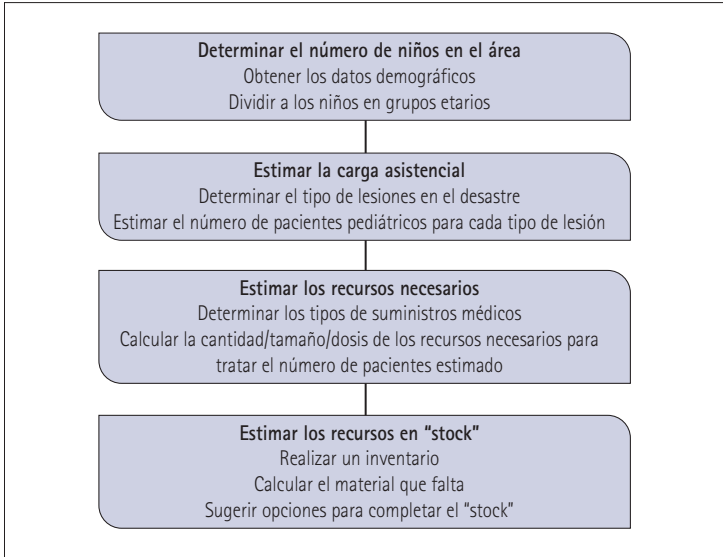 Determinar el número de niños en el área
Obtener los datos demográficos
Dividir a los niños en grupos etarios
Estimar la carga asistencial
Determinar el tipo de lesiones en el desastre
Estimar el número de pacientes pediátricos para cada tipo de lesión
Estimar los recursos necesarios
Determinar los tipos de suministros médicos
Calcular la cantidad/tamaño/dosis de los recursos necesarios para
tratar el número de pacientes estimado
Estimar los recursos en “stock”
Realizar un inventario
Calcular el material que falta
Sugerir opciones para completar el “stock”